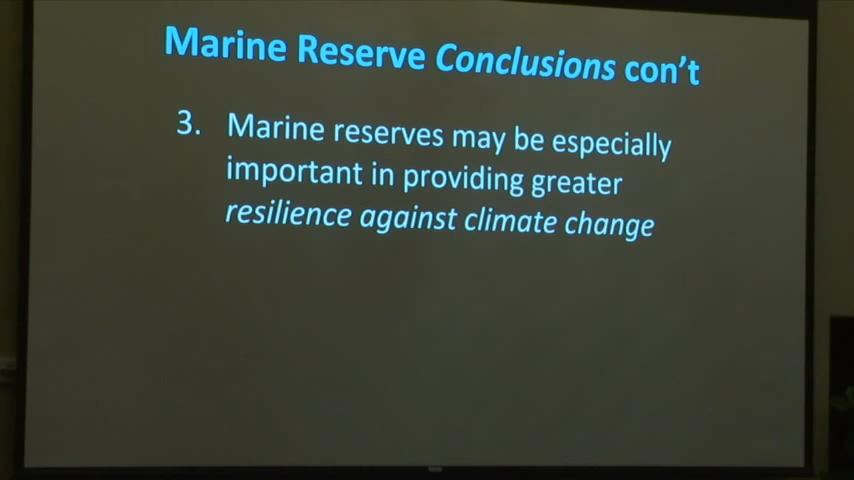 Marine Reserve Conclusions con't
3. Marine reserves may be especially
important in providing greater
resilience against climate change